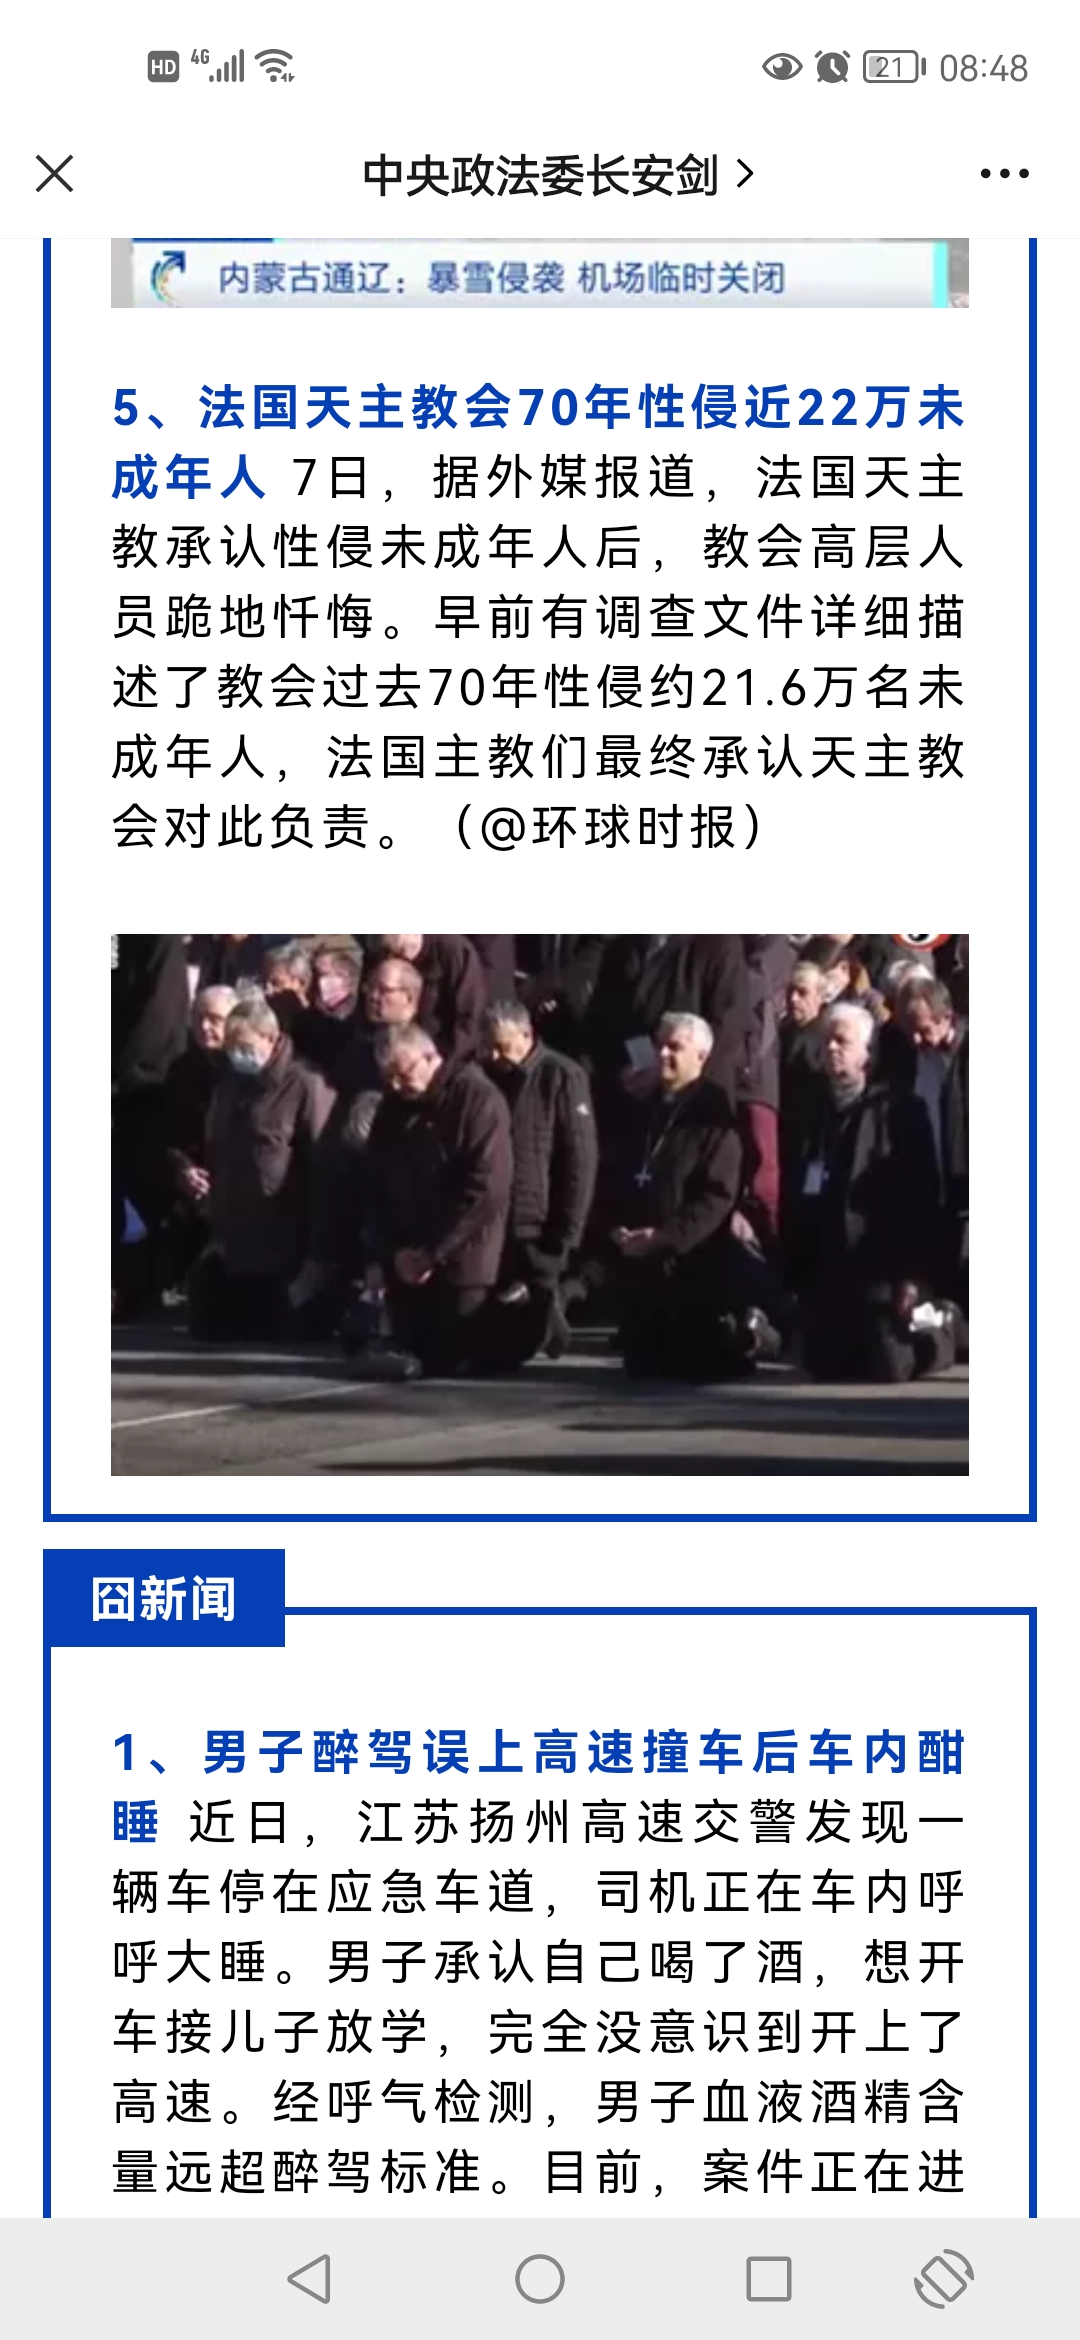 HD 4G 21 08:48
中央政法委长安剑
内蒙古通辽：暴雪侵袭 机场临时关闭
5、法国天主教会70年性侵近22万未
成年人 7日，据外媒报道，法国天主
教承认性侵未成年人后，教会高层人
员跪地忏悔。早前有调查文件详细描
述了教会过去70年性侵约21.6万名未
成年人，法国主教们最终承认天主教
会对此负责。（@环球时报）
囧新闻
1、男子醉驾误上高速撞车后车内酣
睡 近日，江苏扬州高速交警发现一
辆车停在应急车道，司机正在车内呼
呼大睡。男子承认自己喝了酒，想开
车接儿子放学，完全没意识到开上了
高速。经呼气检测，男子血液酒精含
量远超醉驾标准。目前，案件正在进